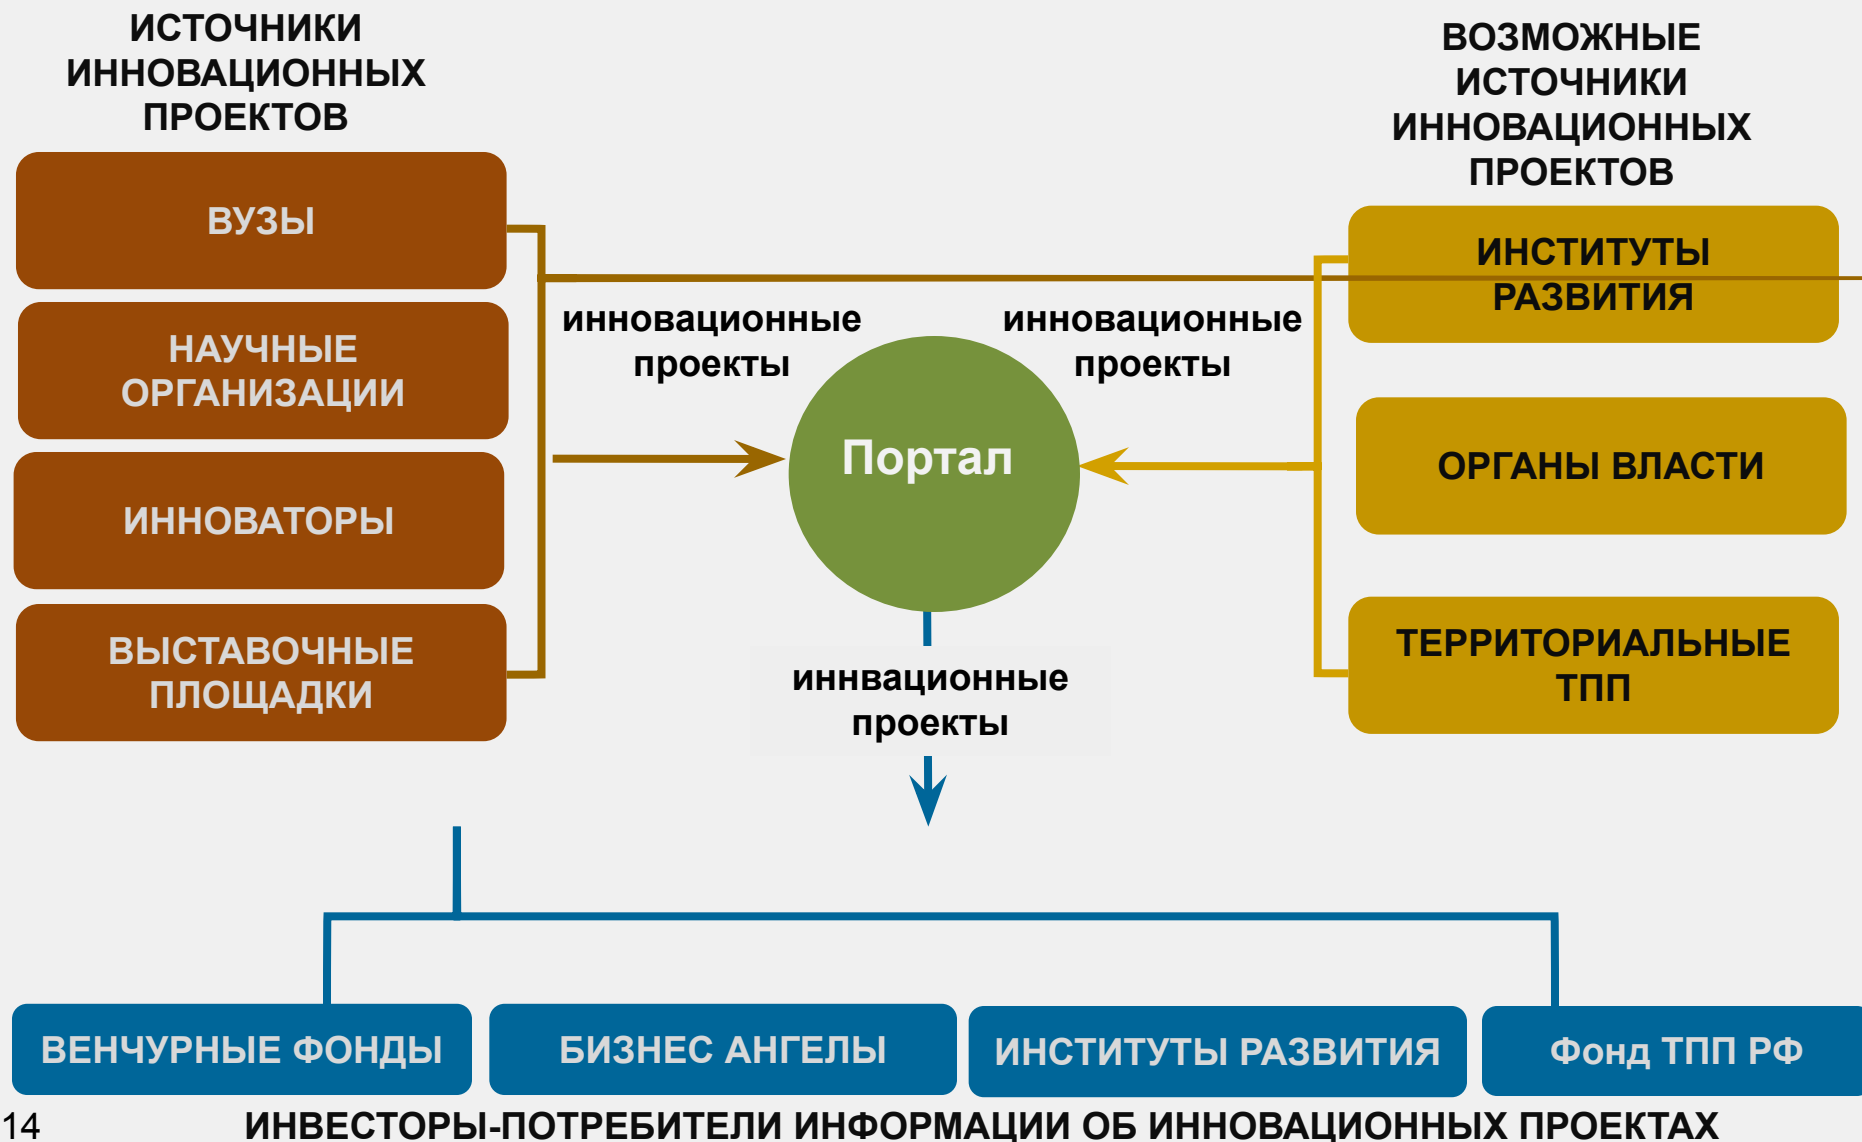 ИСТОЧНИКИ
ИННОВАЦИОННЫХ
ПРОЕКТОВ
ВУЗЫ
НАУЧНЫЕ
ОРГАНИЗАЦИИ
ИННОВАТОРЫ
ВЫСТАВОЧНЫЕ
ПЛОЩАДКИ
инновационные
проекты
Портал
инновационные
проекты
ВОЗМОЖНЫЕ
ИСТОЧНИКИ
ИННОВАЦИОННЫХ
ПРОЕКТОВ
ИНСТИТУТЫ
РАЗВИТИЯ
ОРГАНЫ ВЛАСТИ
ТЕРРИТОРИАЛЬНЫЕ
ТПП
иннвационные
проекты
ВЕНЧУРНЫЕ ФОНДЫ
БИЗНЕС АНГЕЛЫ
ИНСТИТУТЫ РАЗВИТИЯ
Фонд ТПП РФ
14
ИНВЕСТОРЫ-ПОТРЕБИТЕЛИ ИНФОРМАЦИИ ОБ ИННОВАЦИОННЫХ ПРОЕКТАХ